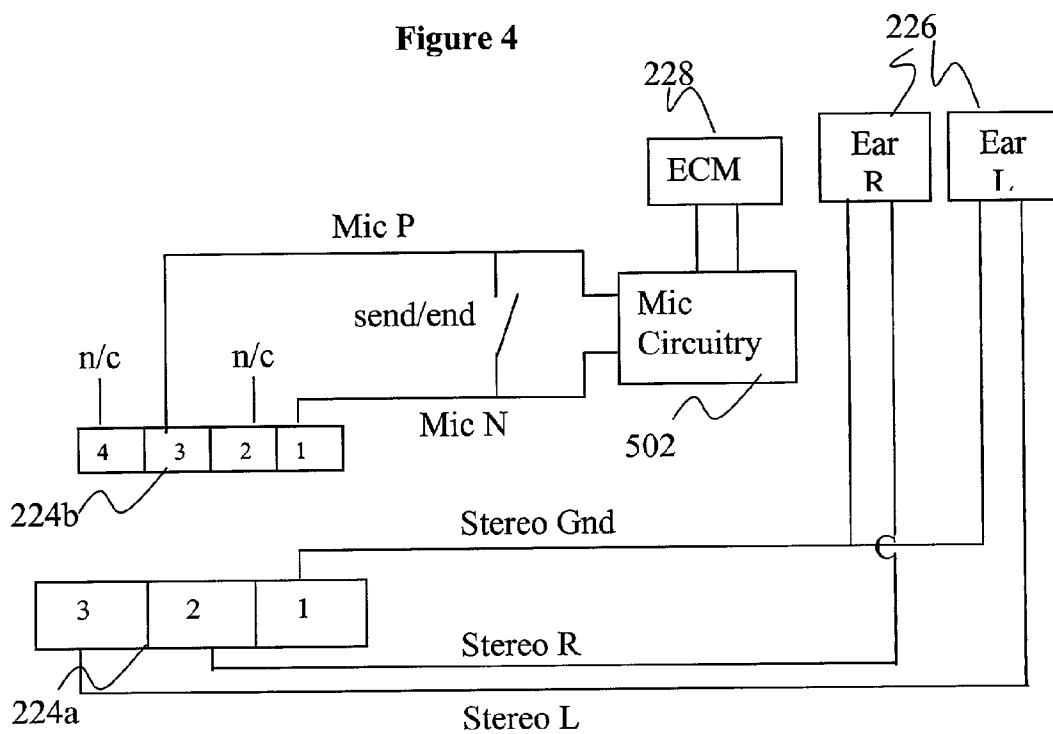 Figure 4
226
228
Ear
R
Ear
L
ECM
Mic P
send/end
Mic
Circuitry
n/c
n/c
Mic N
4 3 2 1
502
224b
Stereo Gnd
3 2 1
Stereo R
224a
Stereo L